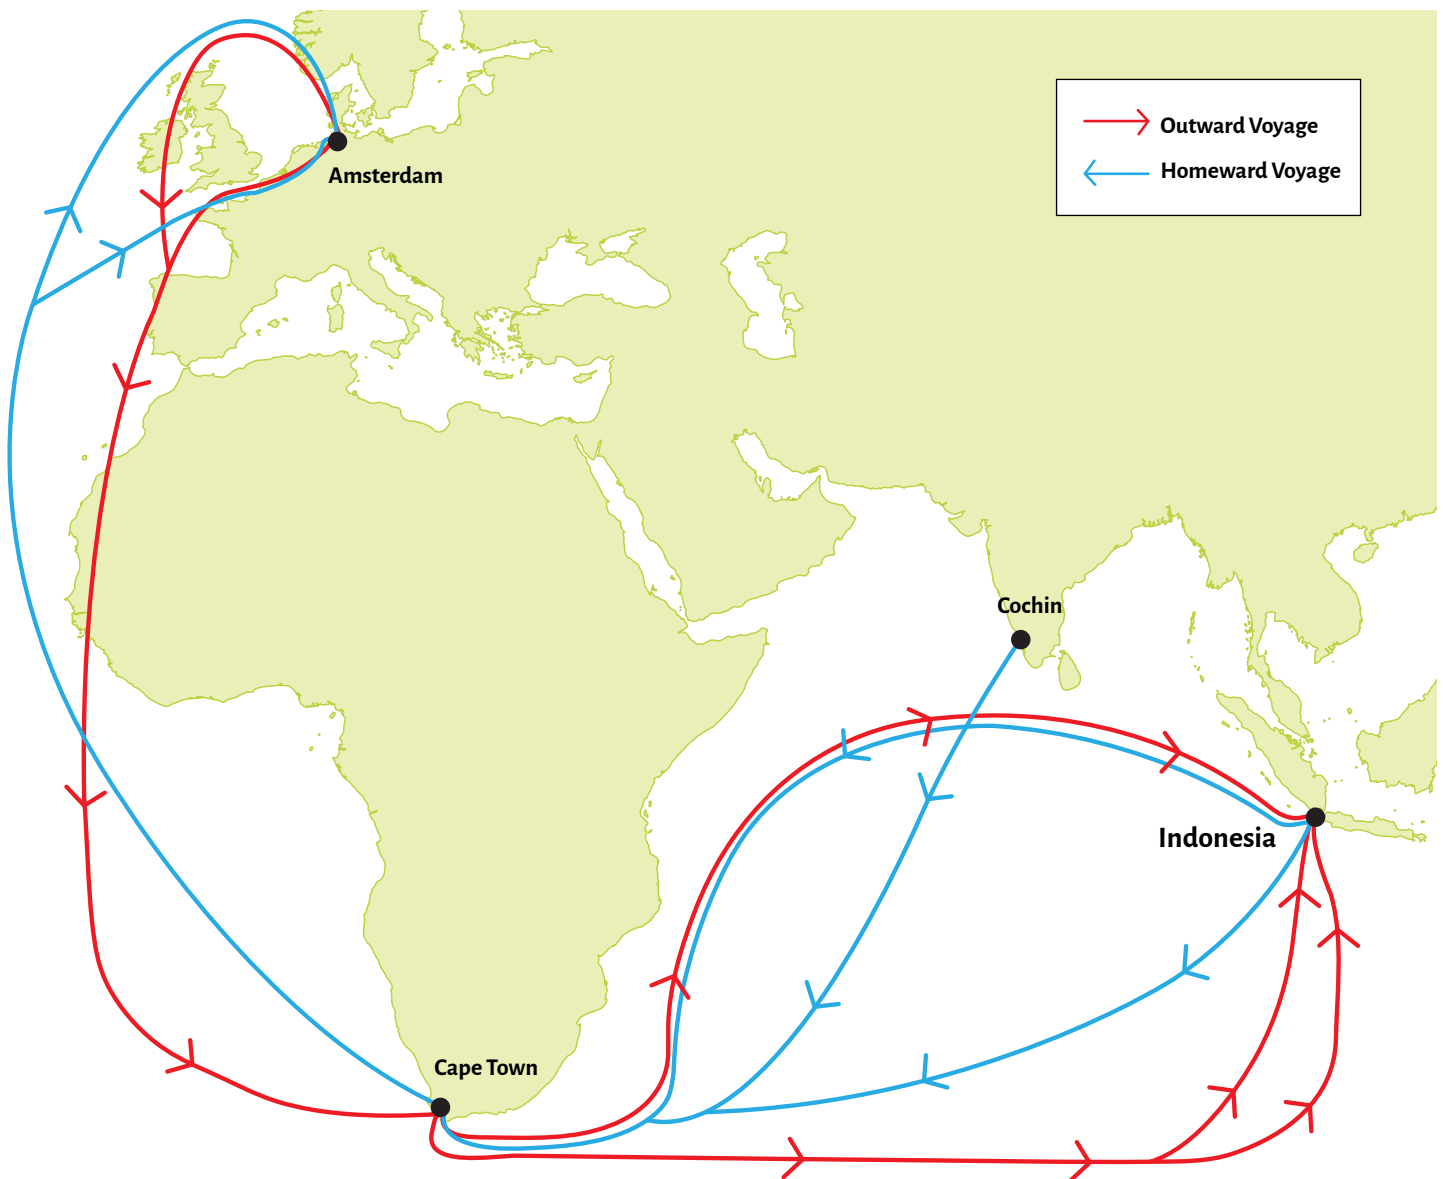 Outward Voyage
Homeward Voyage
Amsterdam
Cochin
Indonesia
Cape Town